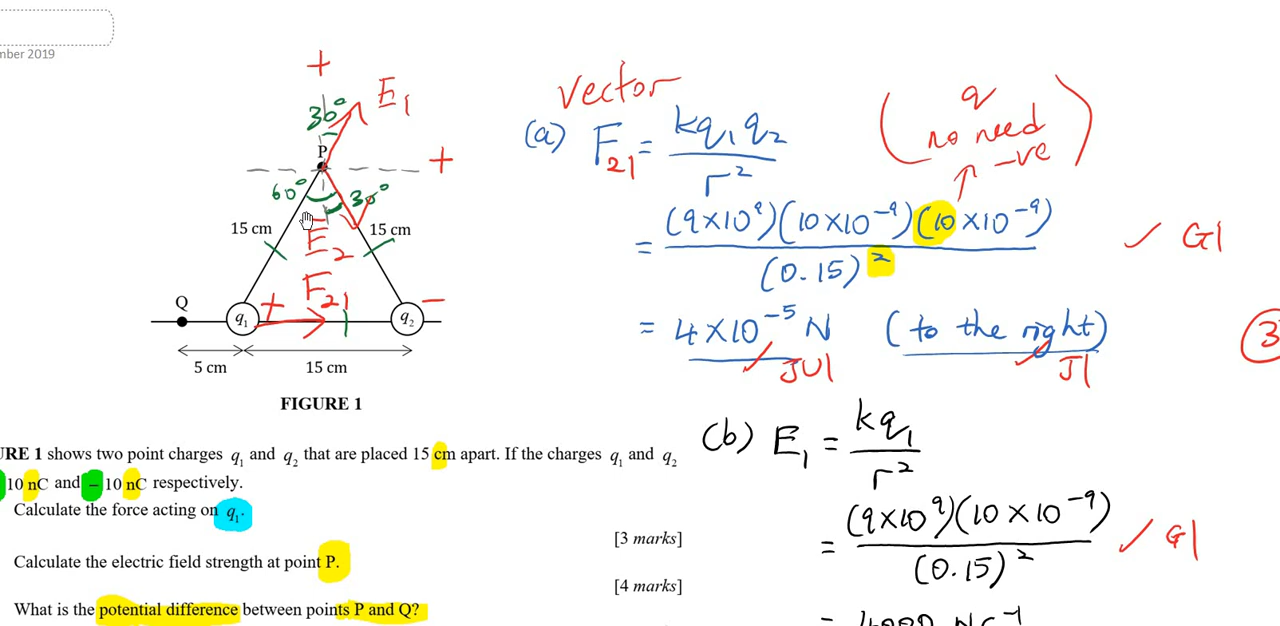 mber 2019
+
30°
E1
P
+
60°
30°
15 cm
15 cm
E2
F21
Q
+
−
q1
q2
5 cm
15 cm
FIGURE 1
vector
(a) F21 = kq1q2 / r²
( q no need -ve )
= (9×10⁹)(10×10⁻⁹)(10×10⁻⁹) / (0.15)² ✓ G1
= 4×10⁻⁵ N (to the right)
✓ JU1 ✓ J1
3
(b) E1 = kq1 / r²
= (9×10⁹)(10×10⁻⁹) / (0.15)² ✓ G1
= 4000 NC⁻¹
URE 1 shows two point charges q1 and q2 that are placed 15 cm apart. If the charges q1 and q2
10 nC and – 10 nC respectively.
Calculate the force acting on q1.
[3 marks]
Calculate the electric field strength at point P.
[4 marks]
What is the potential difference between points P and Q?